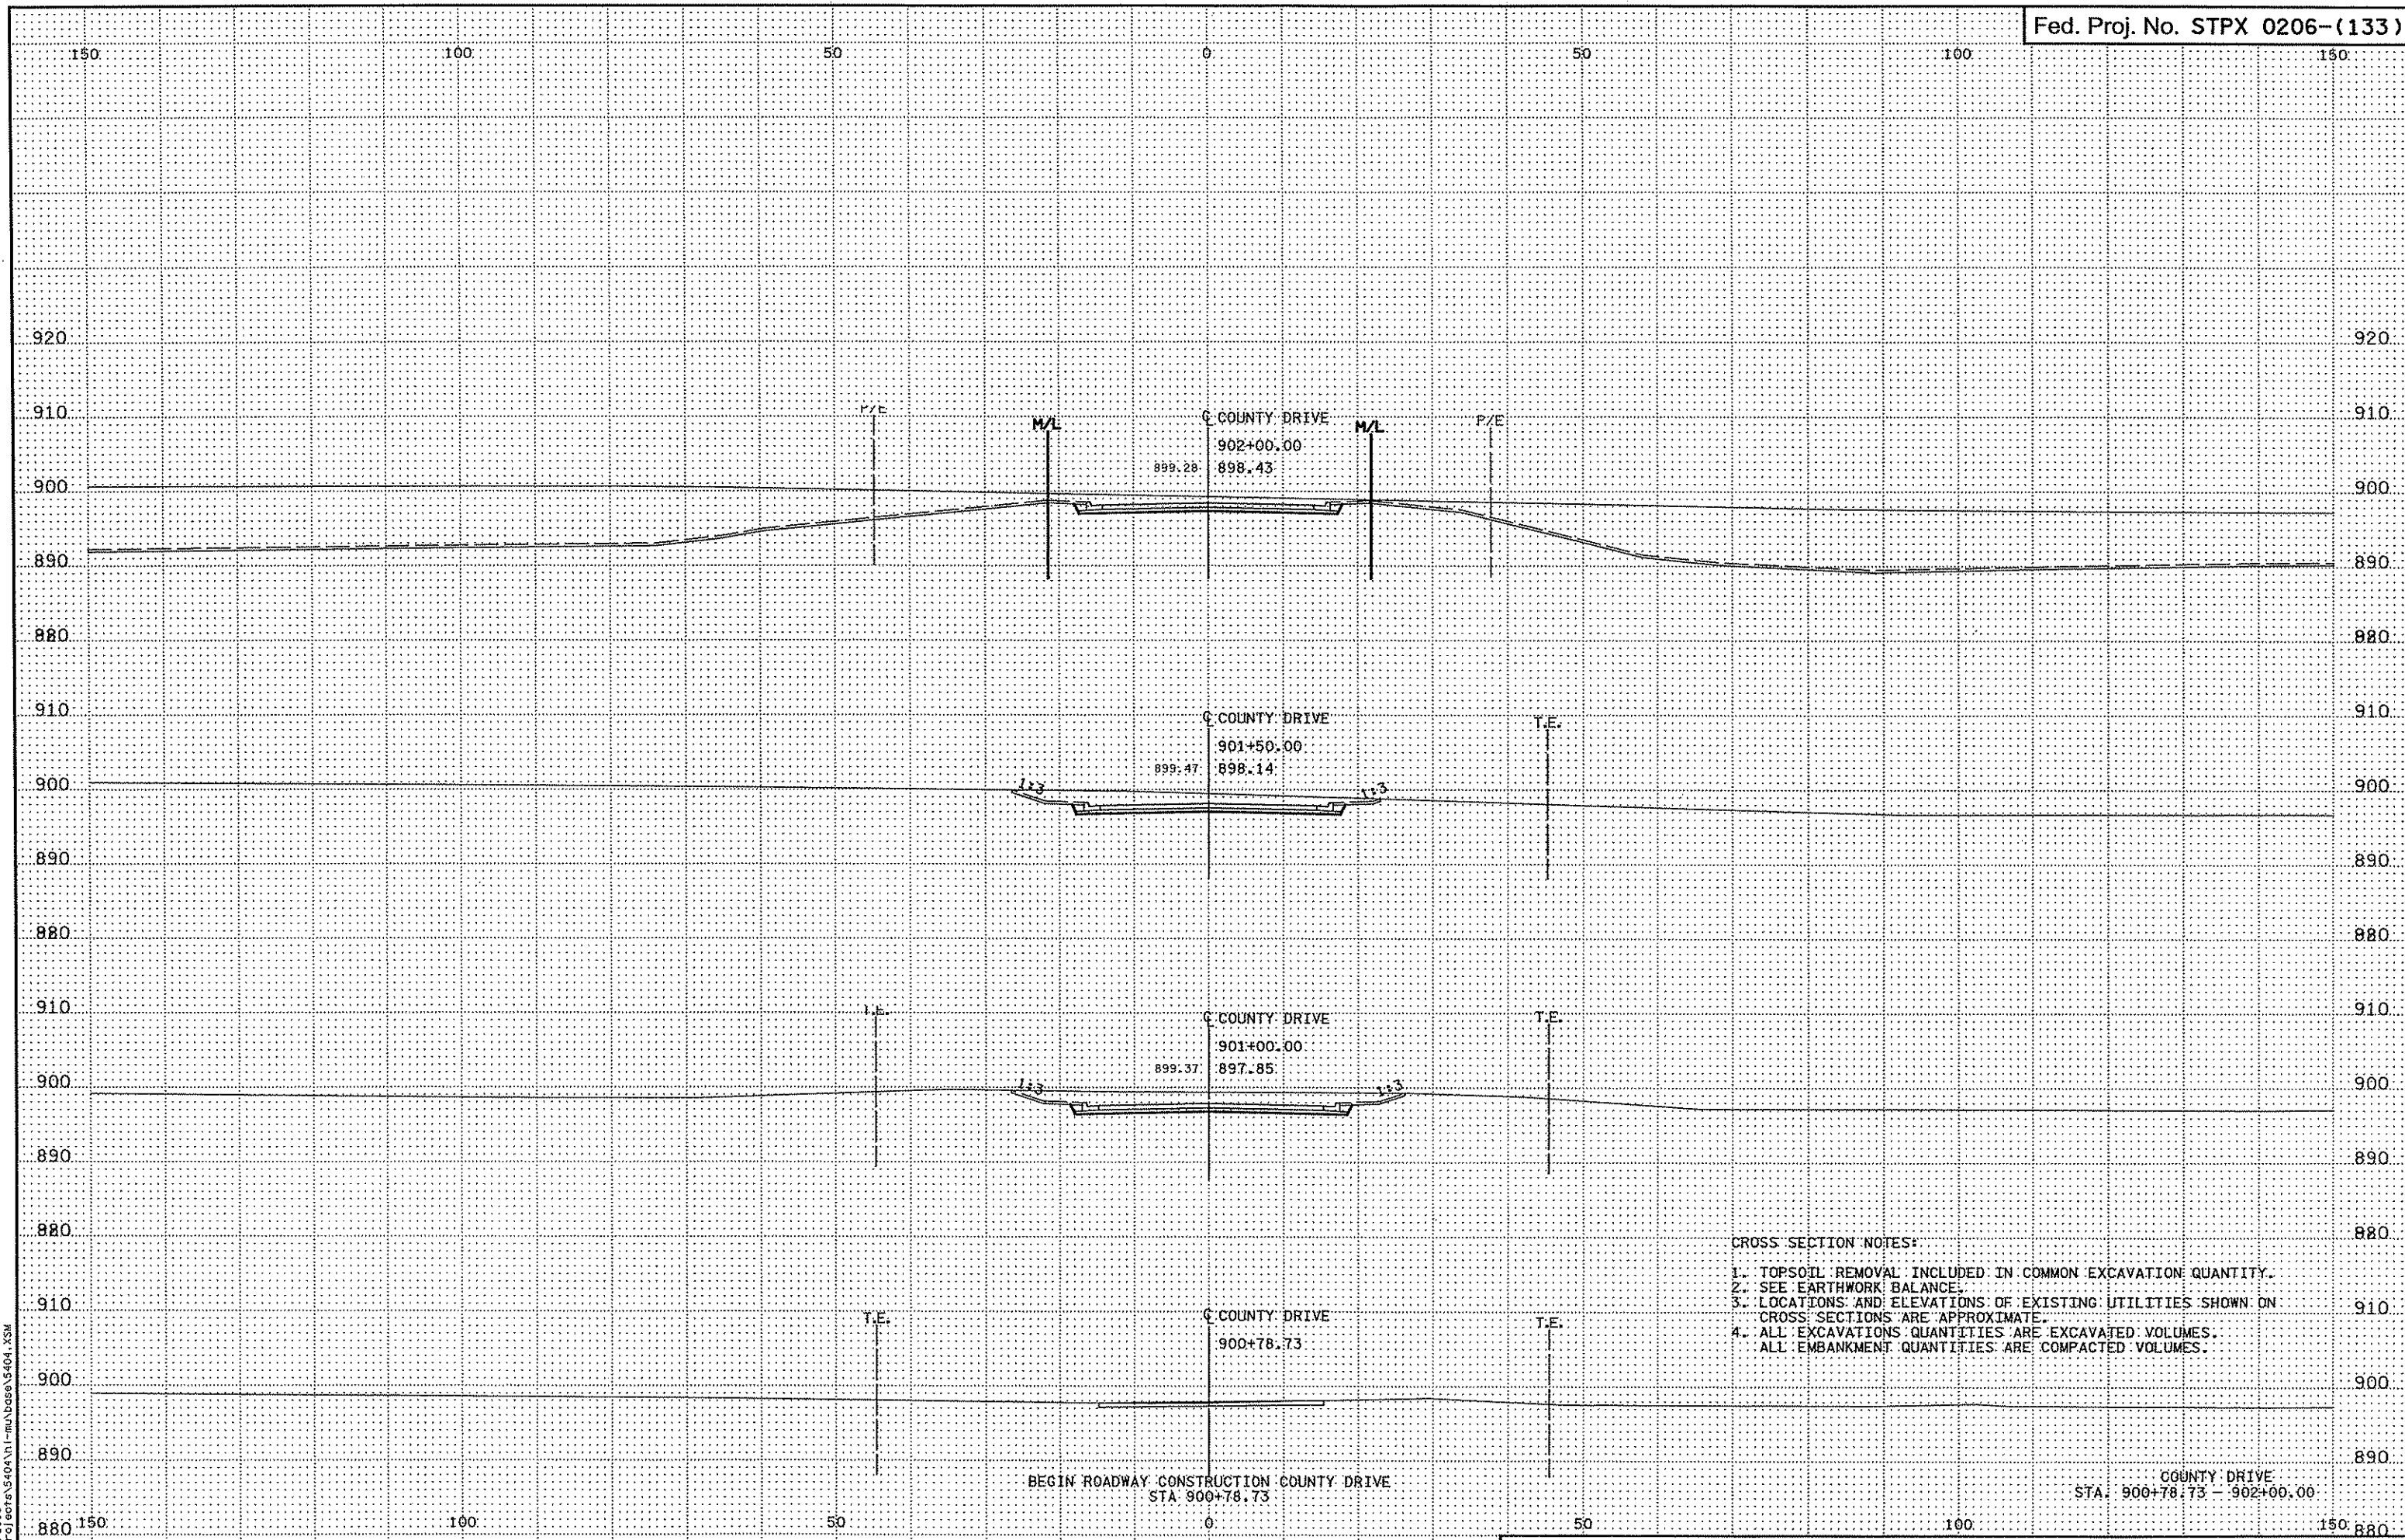 Fed. Proj. No. STPX 0206-(133)
150 100 50 0 50 100 150
920 920
910 P/E M/L ℄ COUNTY DRIVE M/L P/E 910
902+00.00
899.28 898.43
900 900
890 890
880 880
910 ℄ COUNTY DRIVE T.E. 910
901+50.00
899.47 898.14
900 1:3 1:3 900
890 890
880 880
910 T.E. ℄ COUNTY DRIVE T.E. 910
901+00.00
899.37 897.85
900 1:3 1:3 900
890 890
880 880
CROSS SECTION NOTES:
1. TOPSOIL REMOVAL INCLUDED IN COMMON EXCAVATION QUANTITY.
2. SEE EARTHWORK BALANCE.
3. LOCATIONS AND ELEVATIONS OF EXISTING UTILITIES SHOWN ON
CROSS SECTIONS ARE APPROXIMATE.
4. ALL EXCAVATIONS QUANTITIES ARE EXCAVATED VOLUMES.
ALL EMBANKMENT QUANTITIES ARE COMPACTED VOLUMES.
910 T.E. ℄ COUNTY DRIVE T.E. 910
900+78.73
900 900
890 890
BEGIN ROADWAY CONSTRUCTION COUNTY DRIVE
STA 900+78.73
COUNTY DRIVE
STA. 900+78.73 - 902+00.00
880 150 100 50 0 50 100 150 880
rojects\5404\hi-mu\base\5404.XSM